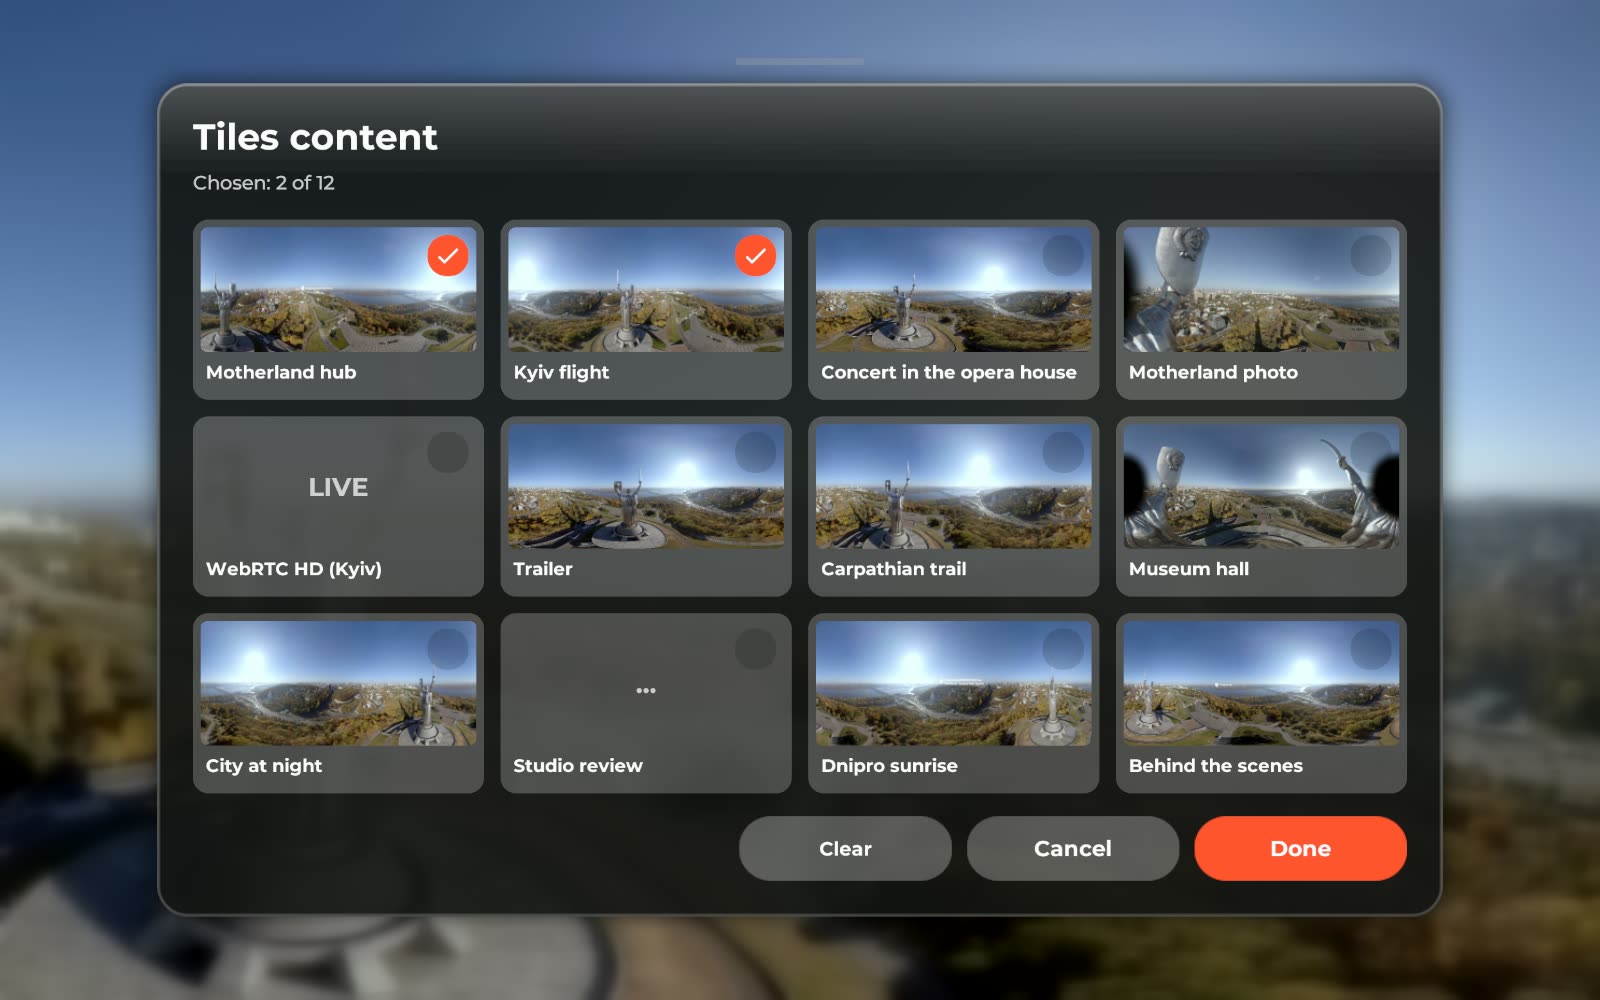 Tiles content
Chosen: 2 of 12
Motherland hub
Kyiv flight
Concert in the opera house
Motherland photo
LIVE
WebRTC HD (Kyiv)
Trailer
Carpathian trail
Museum hall
City at night
...
Studio review
Dnipro sunrise
Behind the scenes
Clear
Cancel
Done